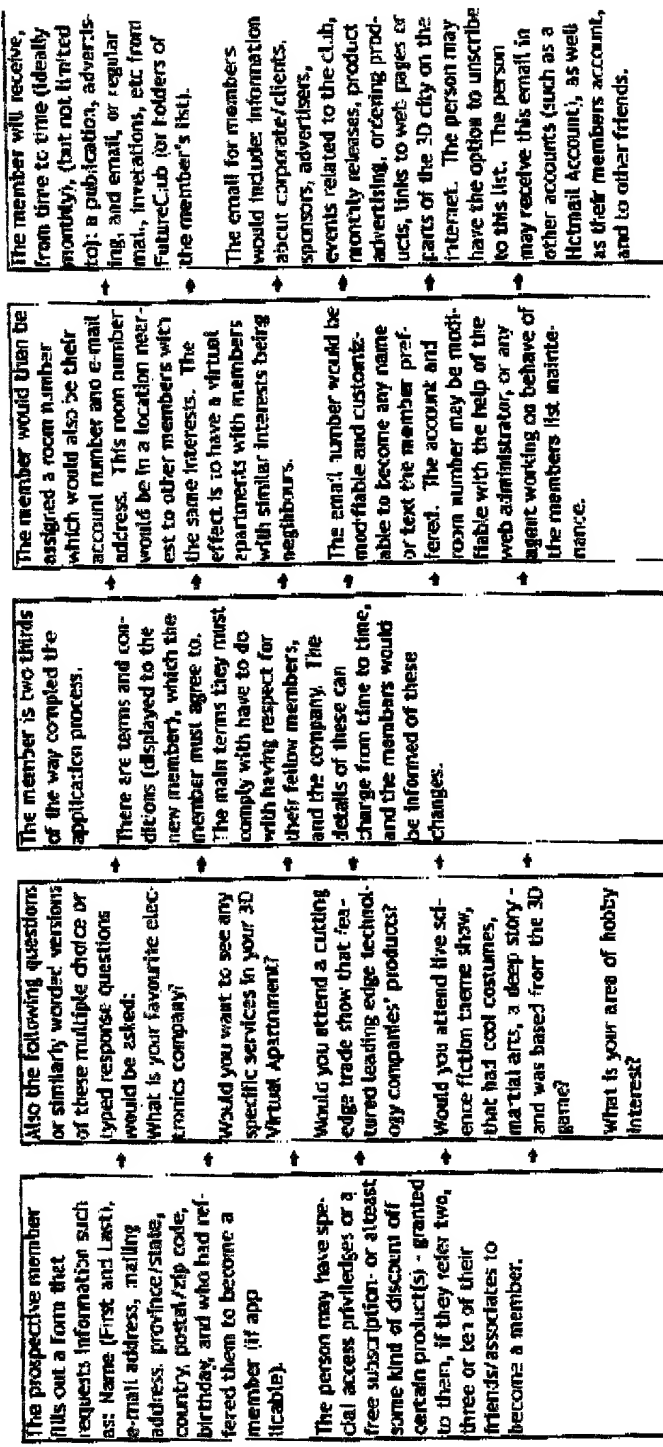 The prospective member
fills out a form that
requests information such
as: Name (First and Last),
e-mail address, mailing
address, province/state,
country, postal/zip code,
birthday, and who had ref-
fered them to become a
member (if app
licable).
The person may have spe-
cial access priviledges or a
free subscription- or atleast
some kind of discount off
certain product(s) - granted
to them, if they refer two,
three or ten of their
friends/associates to
become a member.
Also the following questions
or similarly worded versions
of these multiple choice or
typed response questions
would be asked:
What is your favourite elec-
tronics company?
Would you want to see any
specific services in your 3D
Virtual Apartment?
Would you attend a cutting
edge trade show that fea-
tured leading edge technol-
ogy companies' products?
Would you attend live sci-
ence fiction taeme show,
that had cool costumes,
martial arts, a deep story -
and was based from the 3D
game?
What is your area of hobby
interest?
The member is two thirds
of the way compled the
application process.
There are terms and con-
ditions (displayed to the
new member), which the
member must agree to.
The main terms they must
comply with have to do
with having respect for
their fellow members,
and the company. The
details of these can
change from time to time,
and the members would
be informed of these
changes.
The member would then be
assigned a room number
which would also be their
account number and e-mail
address. This room number
would be in a location near-
est to other members with
the same interests. The
effect is to have a virtual
apartments with members
with similar interests being
negthbours.
The email number would be
modifiable and customiz-
able to become any name
or text the member pref-
fered. The account and
room number may be modi-
fiable with the help of the
web administrator, or any
agent working on behave of
the members list mainte-
nance.
The member will receive,
from time to time (ideally
monthly), (but not limited
to): a publication, advertis-
ing, and email, or regular
mail, invetations, etc from
FutureClub (or holders of
the member's list).
The email for members
would include: information
about corporate/clients,
sponsors, advertisers,
events related to the club,
monthly releases, product
advertising, ordering prod-
ucts, links to web pages or
parts of the 3D city on the
internet. The person may
have the option to unscribe
to this list. The person
may receive this email in
other accounts (such as a
Hotmail Account), as well
as their members account,
and to other friends.